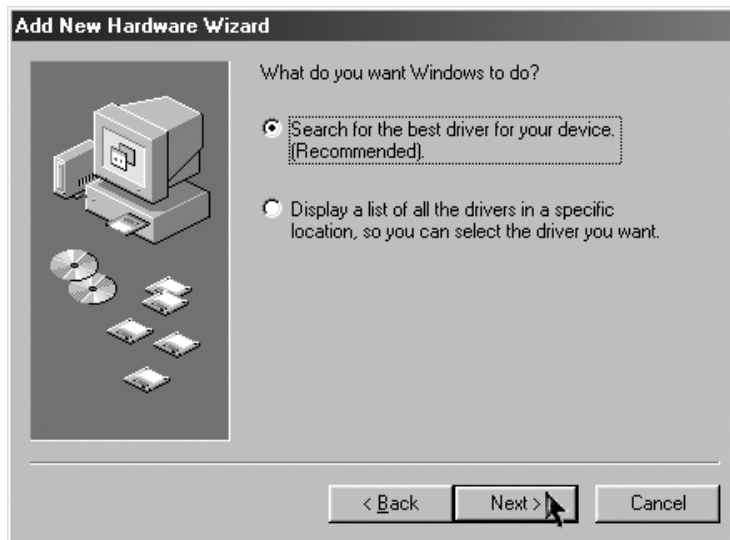 Add New Hardware Wizard
What do you want Windows to do?
Search for the best driver for your device.
(Recommended).
Display a list of all the drivers in a specific
location, so you can select the driver you want.
< Back
Next >
Cancel